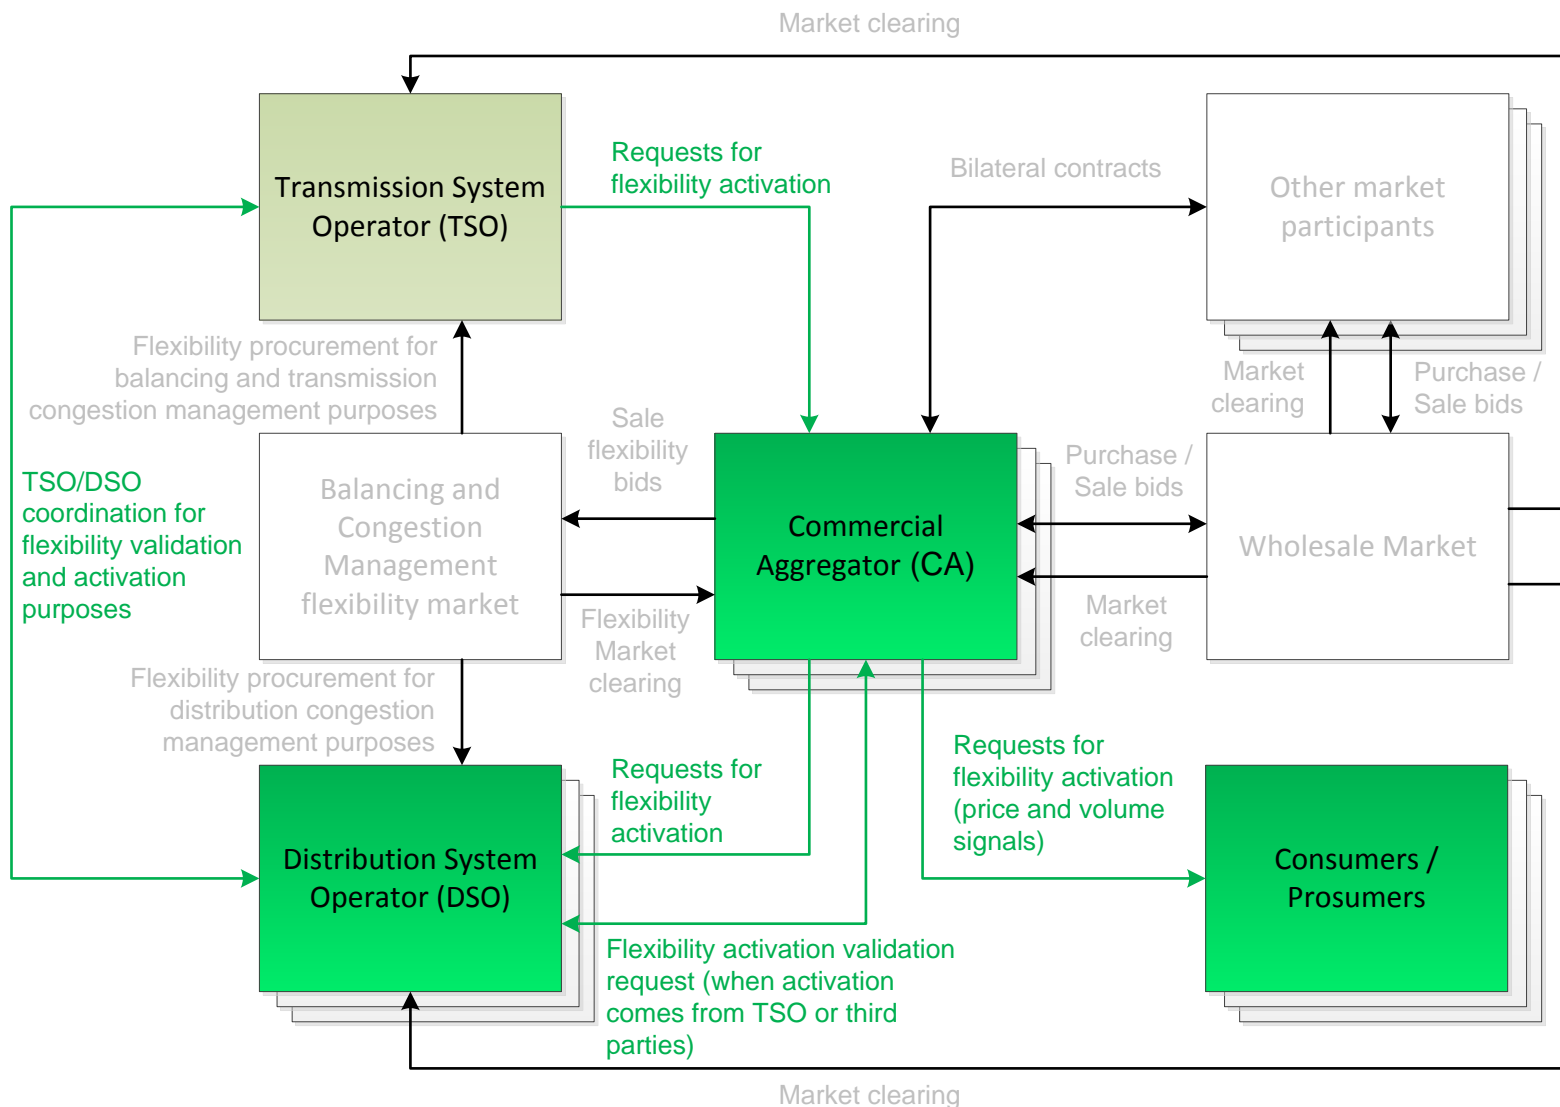 Market clearing
Transmission System
Operator (TSO)
Requests for
flexibility activation
Bilateral contracts
Other market
participants
Flexibility procurement for
balancing and transmission
congestion management purposes
Market
clearing
Purchase /
Sale bids
TSO/DSO
coordination for
flexibility validation
and activation
purposes
Balancing and
Congestion
Management
flexibility market
Sale
flexibility
bids
Flexibility
Market
clearing
Commercial
Aggregator (CA)
Purchase /
Sale bids
Market
clearing
Wholesale Market
Flexibility procurement for
distribution congestion
management purposes
Distribution System
Operator (DSO)
Requests for
flexibility
activation
Requests for
flexibility activation
(price and volume
signals)
Consumers /
Prosumers
Flexibility activation validation
request (when activation
comes from TSO or third
parties)
Market clearing